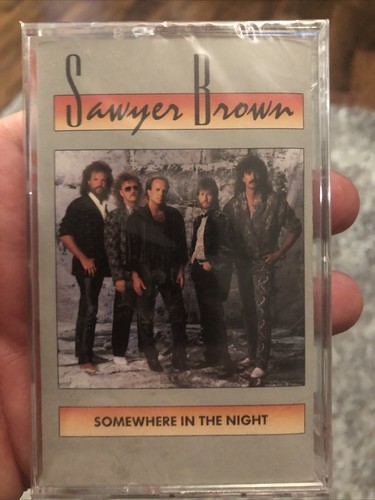 Sawyer Brown
SOMEWHERE IN THE NIGHT